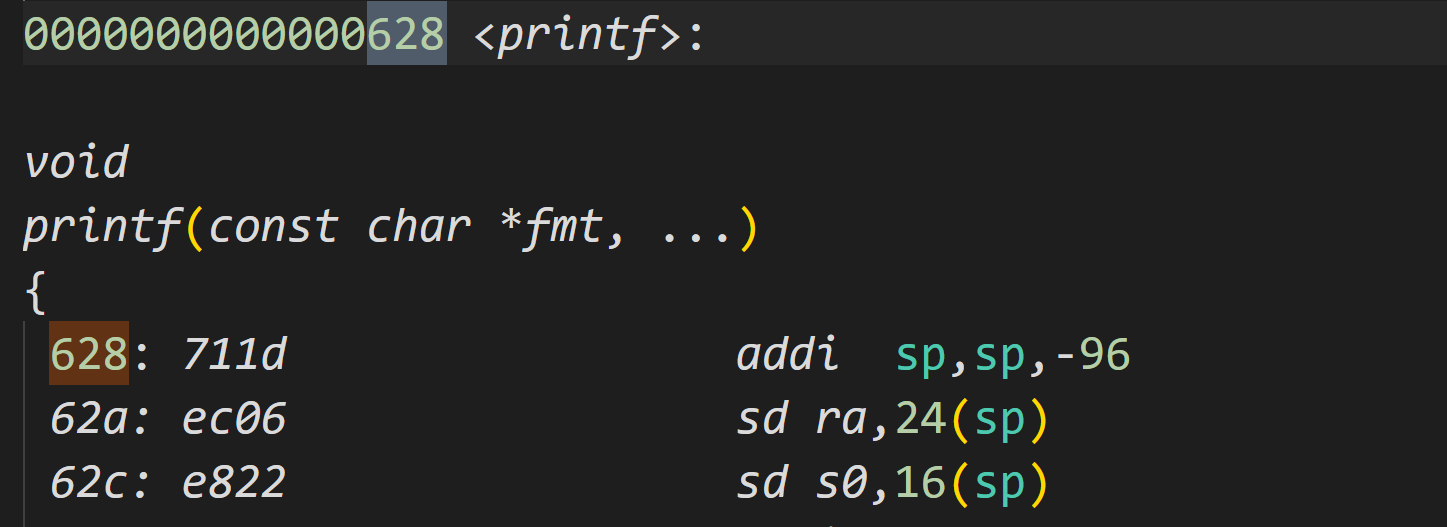 0000000000000628 <printf>:
void
printf(const char *fmt, ...)
{
628: 711d addi sp,sp,-96
62a: ec06 sd ra,24(sp)
62c: e822 sd s0,16(sp)